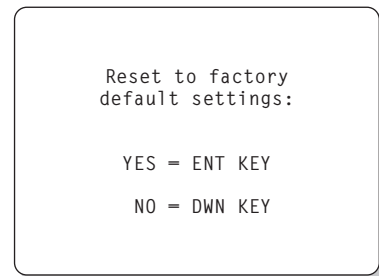 Reset to factory
default settings:
YES = ENT KEY
NO = DWN KEY